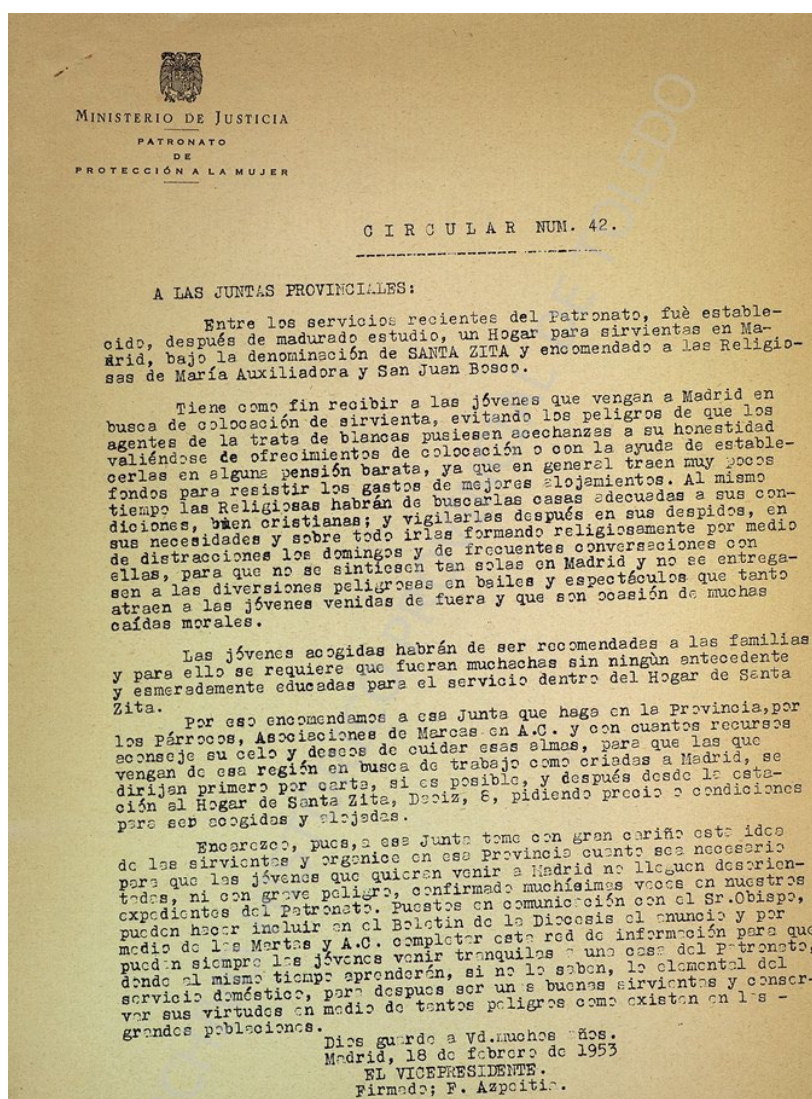 MINISTERIO DE JUSTICIA
PATRONATO
DE
PROTECCIÓN A LA MUJER
CIRCULAR NUM. 42.
A LAS JUNTAS PROVINCIALES:
Entre los servicios recientes del Patronato, fuè estable-
cido, después de madurado estudio, un Hogar para sirvientas en Ma-
drid, bajo la denominación de SANTA ZITA y encomendado a las Religio-
sas de María Auxiliadora y San Juan Bosco.
Tiene como fin recibir a las jóvenes que vengan a Madrid en
busca de colocación de sirvienta, evitando los peligros de que los
agentes de la trata de blancas pusiesen acechanzas a su honestidad
valiéndose de ofrecimientos de colocación o con la ayuda de estable-
cerlas en alguna pensión barata, ya que en general traen muy pocos
fondos para resistir los gastos de mejores alojamientos. Al mismo
tiempo las Religiosas habrán de buscarlas casas adecuadas a sus con-
diciones, bien cristianas; y vigilarlas después en sus despidos, en
sus necesidades y sobre todo irlas formando religiosamente por medio
de distracciones los domingos y de frecuentes conversaciones con
ellas, para que no se sintiesen tan solas en Madrid y no se entrega-
sen a las diversiones peligrosas en bailes y espectáculos que tanto
atraen a las jóvenes venidas de fuera y que son ocasión de muchas
caídas morales.
Las jóvenes acogidas habrán de ser recomendadas a las familias
y para ello se requiere que fueran muchachas sin ningùn antecedente
y esmeradamente educadas para el servicio dentro del Hogar de Santa
Zita.
Por eso encomendamos a esa Junta que haga en la Provincia,por
los Párrocos, Asociaciones de Marcas en A.C. y con cuantos recursos
aconseje su celo y deseos de cuidar esas almas, para que las que
vengan de esa región en busca de trabajo como criadas a Madrid, se
dirijan primero por carta, si es posible, y después desde la esta-
ción al Hogar de Santa Zita, Daoiz, 8, pidiendo precio o condiciones
para ser acogidas y alojadas.
Encarezco, pues,a esa Junta tome con gran cariño esta idea
de las sirvientas y organice en esa Provincia cuanto sea necesario
para que las jóvenes que quieran venir a Madrid no lleguen desorien-
tadas, ni con grave peligro, confirmado muchísimas veces en nuestros
expedientes del Patronato. Puestos en comunicación con el Sr.Obispo,
pueden hacer incluir en el Boletin de la Diocesis el anuncio y por
medio de las Martas y A.C. completar esta red de información para que
puedan siempre las jóvenes venir tranquilas a una casa del Patronato,
donde al mismo tiempo aprenderán, si no lo saben, lo elemental del
servicio doméstico, para despues ser unas buenas sirvientas y conser-
var sus virtudes en medio de tantos peligros como existen en las -
grandes poblaciones.
Dios guarde a Vd.muchos años.
Madrid, 18 de febrero de 1953
EL VICEPRESIDENTE.
Firmado; F. Azpeitia.
TOLEDO